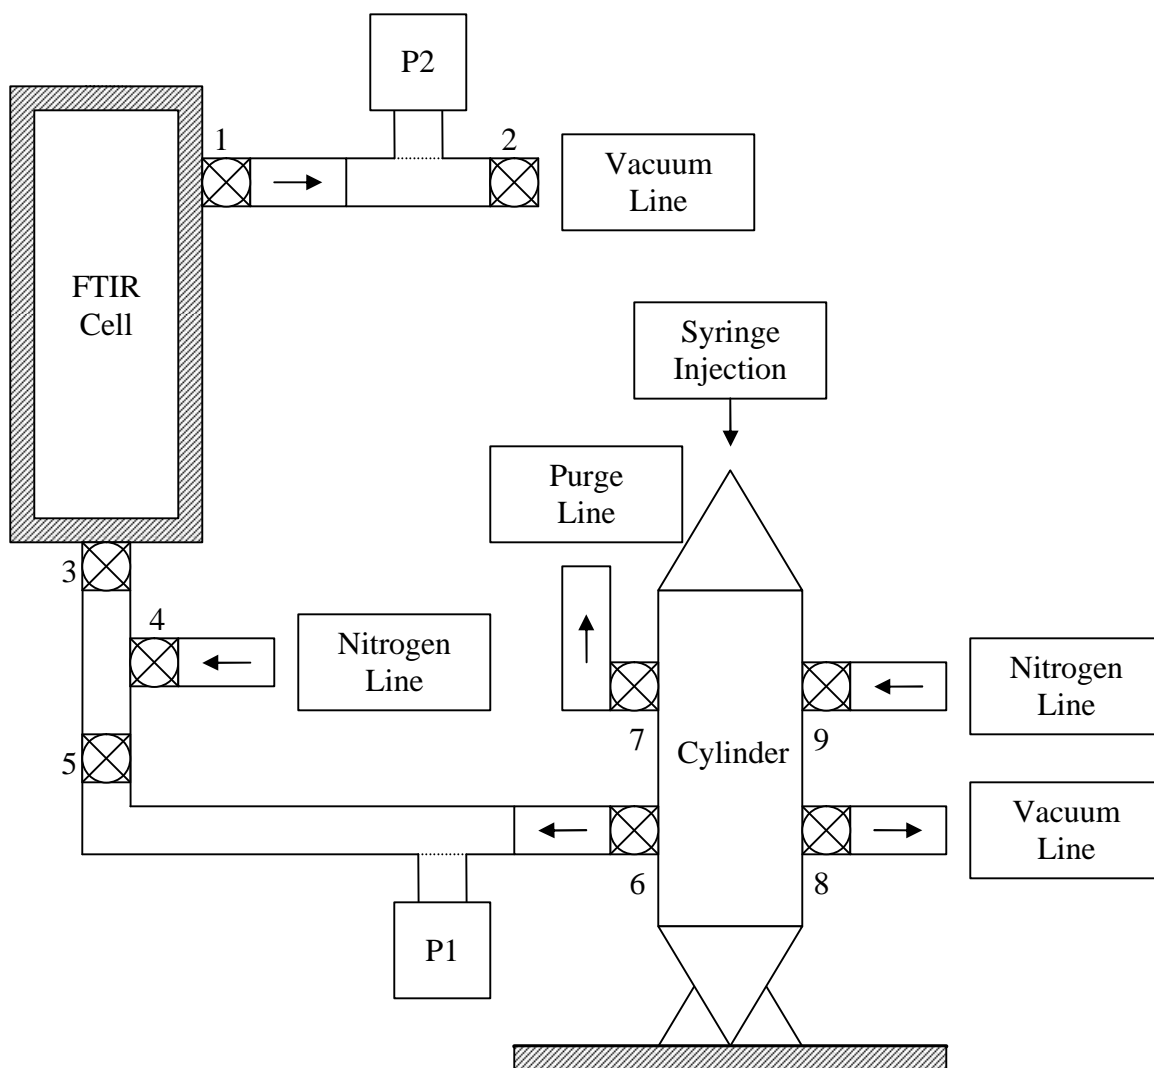 P2
1
2
Vacuum
Line
FTIR
Cell
Syringe
Injection
Purge
Line
3
4
Nitrogen
Line
Nitrogen
Line
7
9
5
Cylinder
Vacuum
Line
6
8
P1